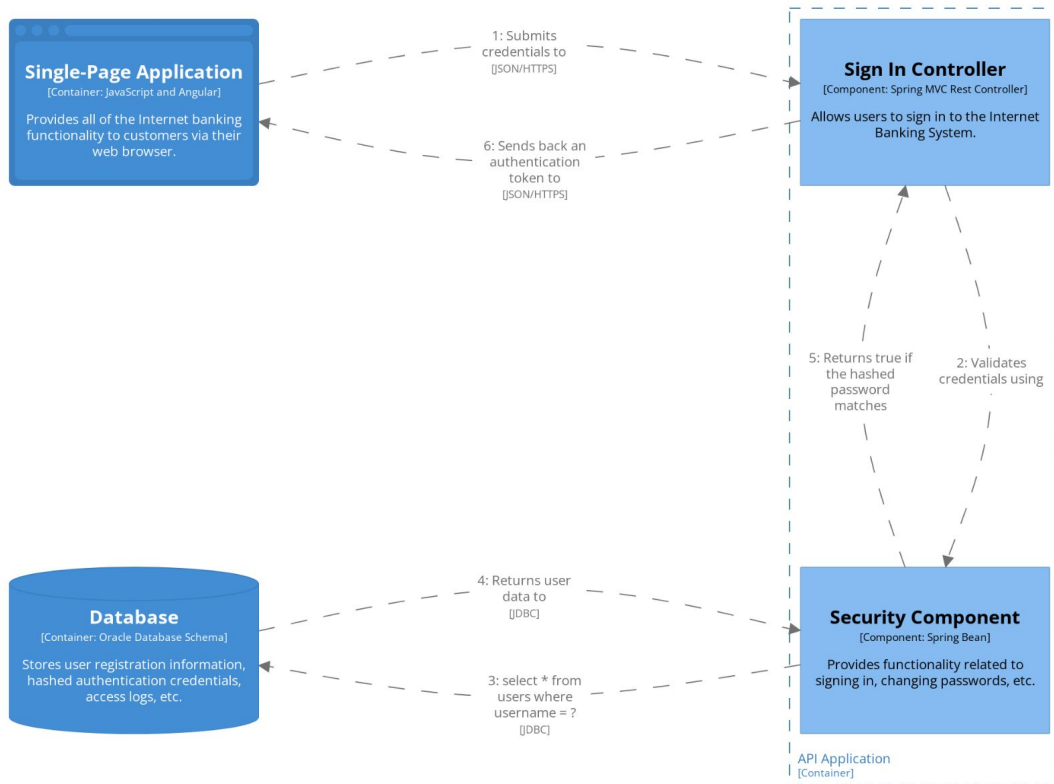 Single-Page Application
[Container: JavaScript and Angular]
Provides all of the Internet banking
functionality to customers via their
web browser.
1: Submits
credentials to
[JSON/HTTPS]
6: Sends back an
authentication
token to
[JSON/HTTPS]
Sign In Controller
[Component: Spring MVC Rest Controller]
Allows users to sign in to the Internet
Banking System.
5: Returns true if
the hashed
password
matches
2: Validates
credentials using
Database
[Container: Oracle Database Schema]
Stores user registration information,
hashed authentication credentials,
access logs, etc.
4: Returns user
data to
[JDBC]
3: select * from
users where
username = ?
[JDBC]
Security Component
[Component: Spring Bean]
Provides functionality related to
signing in, changing passwords, etc.
API Application
[Container]